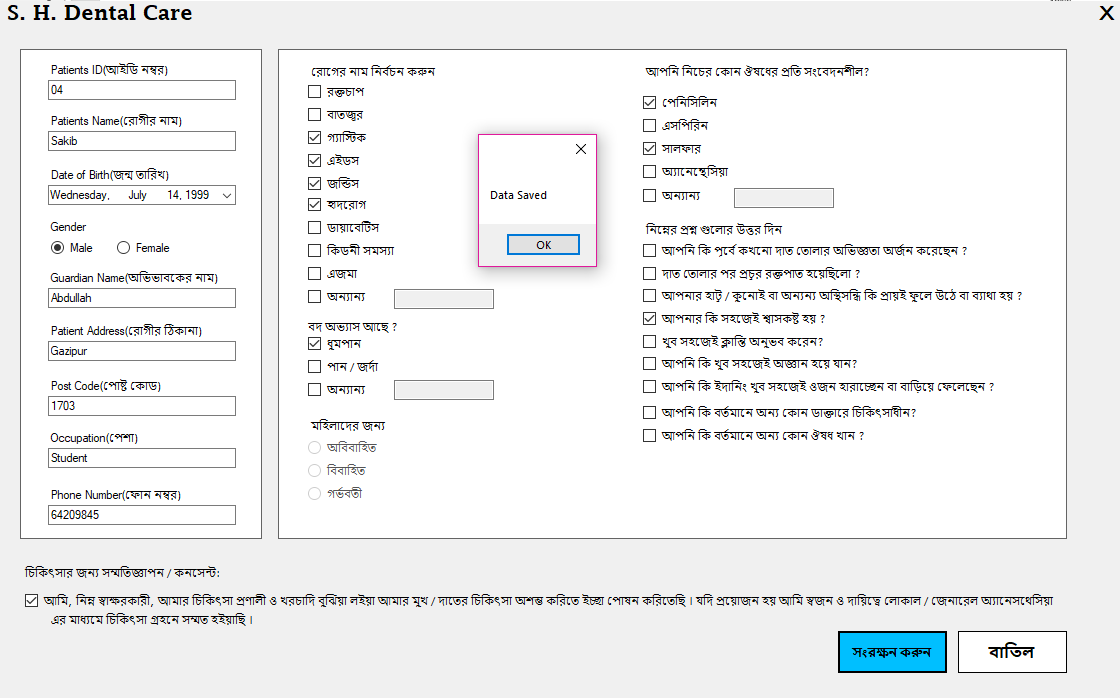 S. H. Dental Care
X
Patients ID(আইডি নম্বর)
04
Patients Name(রোগীর নাম)
Sakib
Date of Birth(জন্ম তারিখ)
Wednesday, July 14, 1999
Gender
Male Female
Guardian Name(অভিভাবকের নাম)
Abdullah
Patient Address(রোগীর ঠিকানা)
Gazipur
Post Code(পোষ্ট কোড)
1703
Occupation(পেশা)
Student
Phone Number(ফোন নম্বর)
64209845
রোগের নাম নির্বচন করুন
রক্তচাপ
বাতজ্বর
গ্যাস্টিক
এইডস
জন্ডিস
হৃদরোগ
ডায়াবেটিস
কিডনী সমস্যা
এজমা
অন্যান্য
বদ অভ্যাস আছে ?
ধুমপান
পান / জর্দা
অন্যান্য
মহিলাদের জন্য
অবিবাহিত
বিবাহিত
গর্ভবতী
Data Saved
OK
আপনি নিচের কোন ঔষধের প্রতি সংবেদনশীল?
পেনিসিলিন
এসপিরিন
সালফার
অ্যানেন্থেসিয়া
অন্যান্য
নিম্নের প্রশ্ন গুলোর উত্তর দিন
আপনি কি পূর্বে কখনো দাত তোলার অভিজ্ঞতা অর্জন করেছেন ?
দাত তোলার পর প্রচুর রক্তপাত হয়েছিলো ?
আপনার হাটু / কুনোই বা অন্যন্য অস্থিসন্ধি কি প্রায়ই ফুলে উঠে বা ব্যাথা হয় ?
আপনার কি সহজেই শ্বাসকষ্ট হয় ?
খুব সহজেই ক্লান্তি অনুভব করেন?
আপনি কি খুব সহজেই অজ্ঞান হয়ে যান?
আপনি কি ইদানিং খুব সহজেই ওজন হারাচ্ছেন বা বাড়িয়ে ফেলেছেন ?
আপনি কি বর্তমানে অন্য কোন ডাক্তারে চিকিৎসাধীন?
আপনি কি বর্তমানে অন্য কোন ঔষধ খান ?
চিকিৎসার জন্য সম্মতিজ্ঞাপন / কনসেন্ট:
আমি, নিম্ন স্বাক্ষরকারী, আমার চিকিৎসা প্রণালী ও খরচাদি বুঝিয়া লইয়া আমার মুখ / দাতের চিকিৎসা অশম্ভ করিতে ইচ্ছা পোষন করিতেছি। যদি প্রয়োজন হয় আমি স্বজন ও দায়িত্বে লোকাল / জেনারেল অ্যানেসথেসিয়া
এর মাধ্যমে চিকিৎসা গ্রহনে সম্মত হইয়াছি।
সংরক্ষন করুন
বাতিল